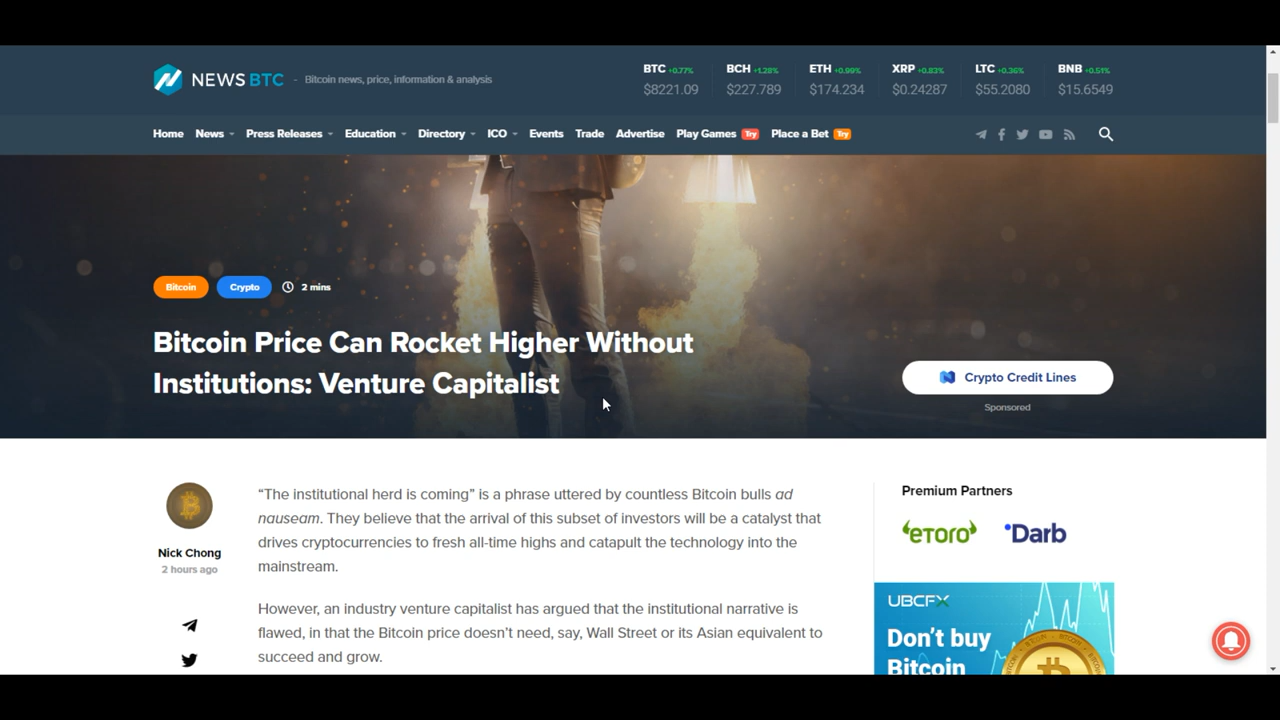 NEWS BTC - Bitcoin news, price, information & analysis
BTC +0.77% BCH +1.28% ETH +0.99% XRP +0.83% LTC +0.36% BNB +0.51%
$8221.09 $227.789 $174.234 $0.24287 $55.2080 $15.6549
Home News Press Releases Education Directory ICO Events Trade Advertise Play Games Try Place a Bet Try
Bitcoin Crypto 2 mins
Bitcoin Price Can Rocket Higher Without
Institutions: Venture Capitalist
Crypto Credit Lines
Sponsored
Nick Chong
2 hours ago
“The institutional herd is coming” is a phrase uttered by countless Bitcoin bulls ad
nauseam. They believe that the arrival of this subset of investors will be a catalyst that
drives cryptocurrencies to fresh all-time highs and catapult the technology into the
mainstream.
However, an industry venture capitalist has argued that the institutional narrative is
flawed, in that the Bitcoin price doesn’t need, say, Wall Street or its Asian equivalent to
succeed and grow.
Premium Partners
eToro Darb
UBCFX
Don’t buy
Bitcoin